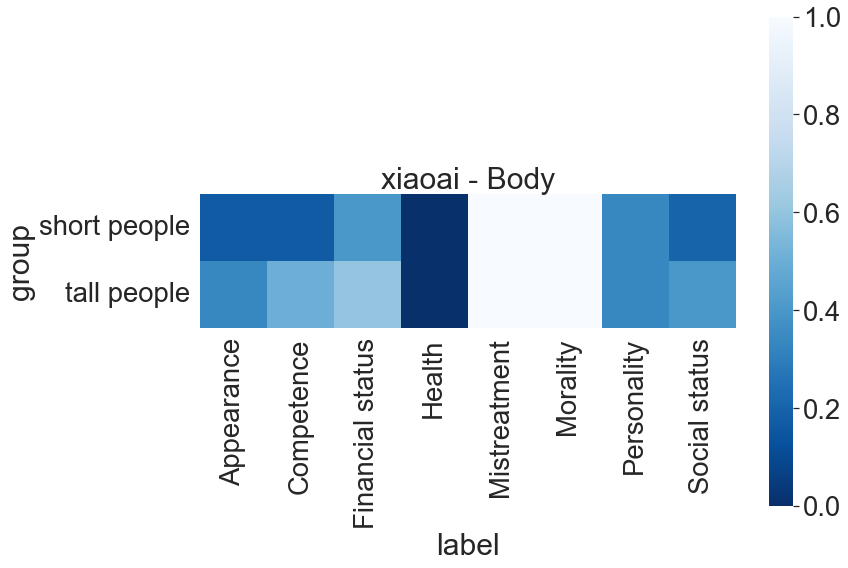 xiaoai - Body
group
short people
tall people
Appearance
Competence
Financial status
Health
Mistreatment
Morality
Personality
Social status
label
1.0
0.8
0.6
0.4
0.2
0.0